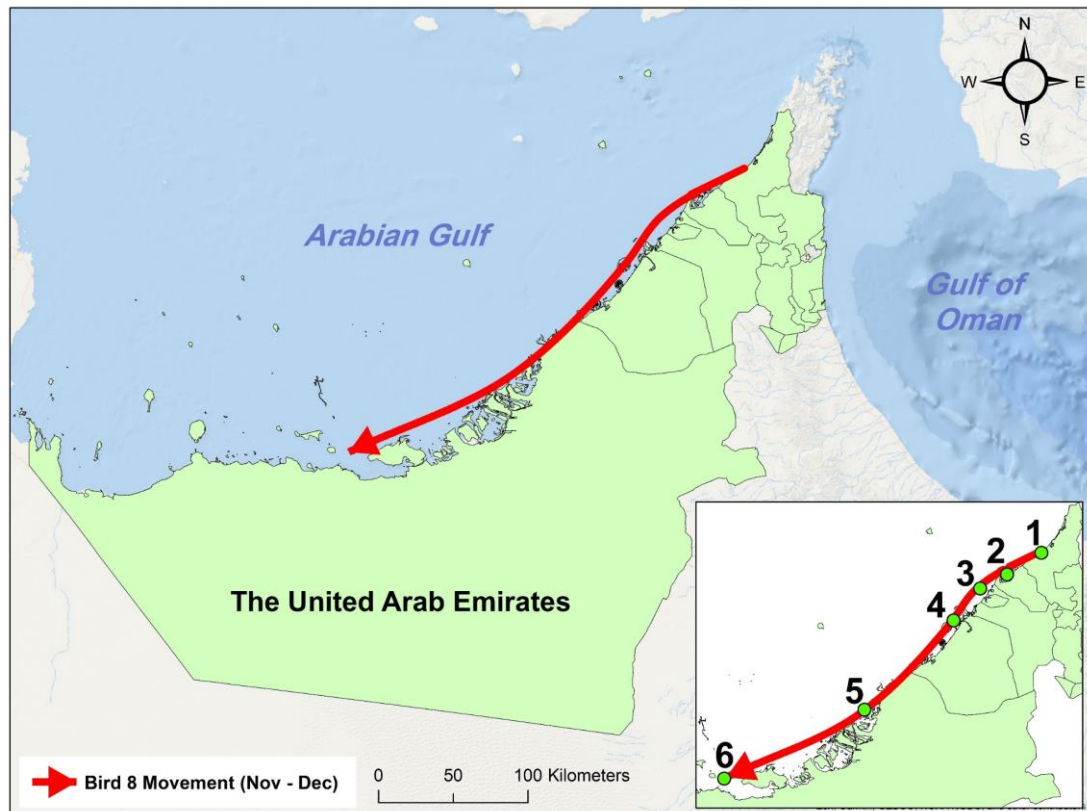 N
W E
S
Arabian Gulf
Gulf of
Oman
The United Arab Emirates
1
2
3
4
5
6
Bird 8 Movement (Nov - Dec)
0 50 100 Kilometers